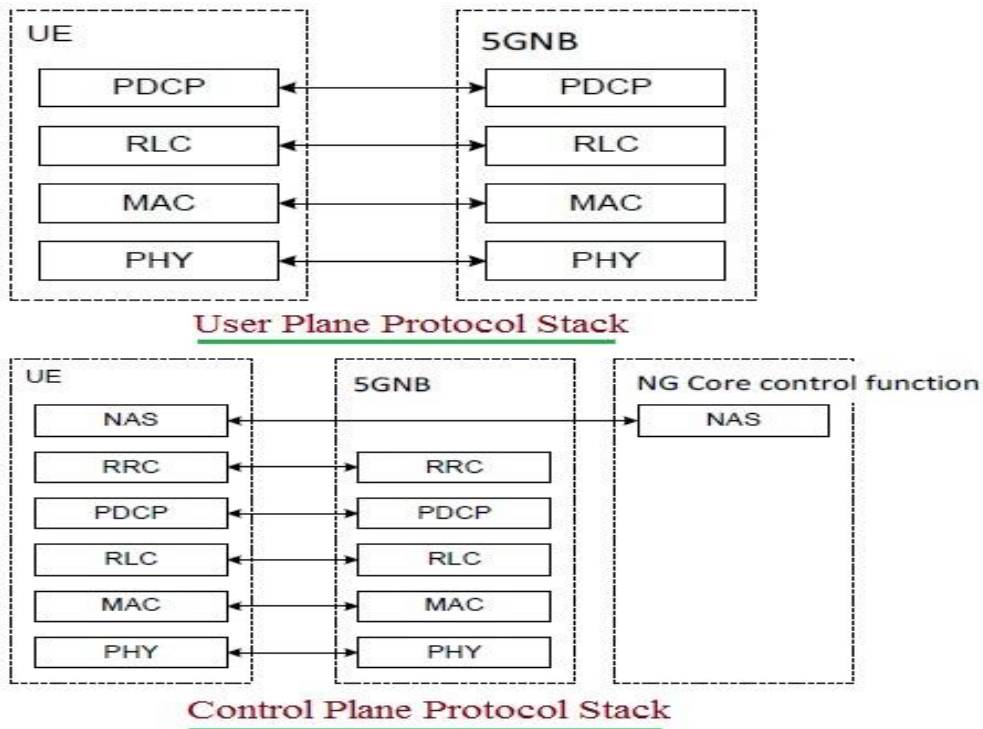 UE 5GNB
PDCP PDCP
RLC RLC
MAC MAC
PHY PHY
User Plane Protocol Stack
UE 5GNB NG Core control function
NAS NAS
RRC RRC
PDCP PDCP
RLC RLC
MAC MAC
PHY PHY
Control Plane Protocol Stack